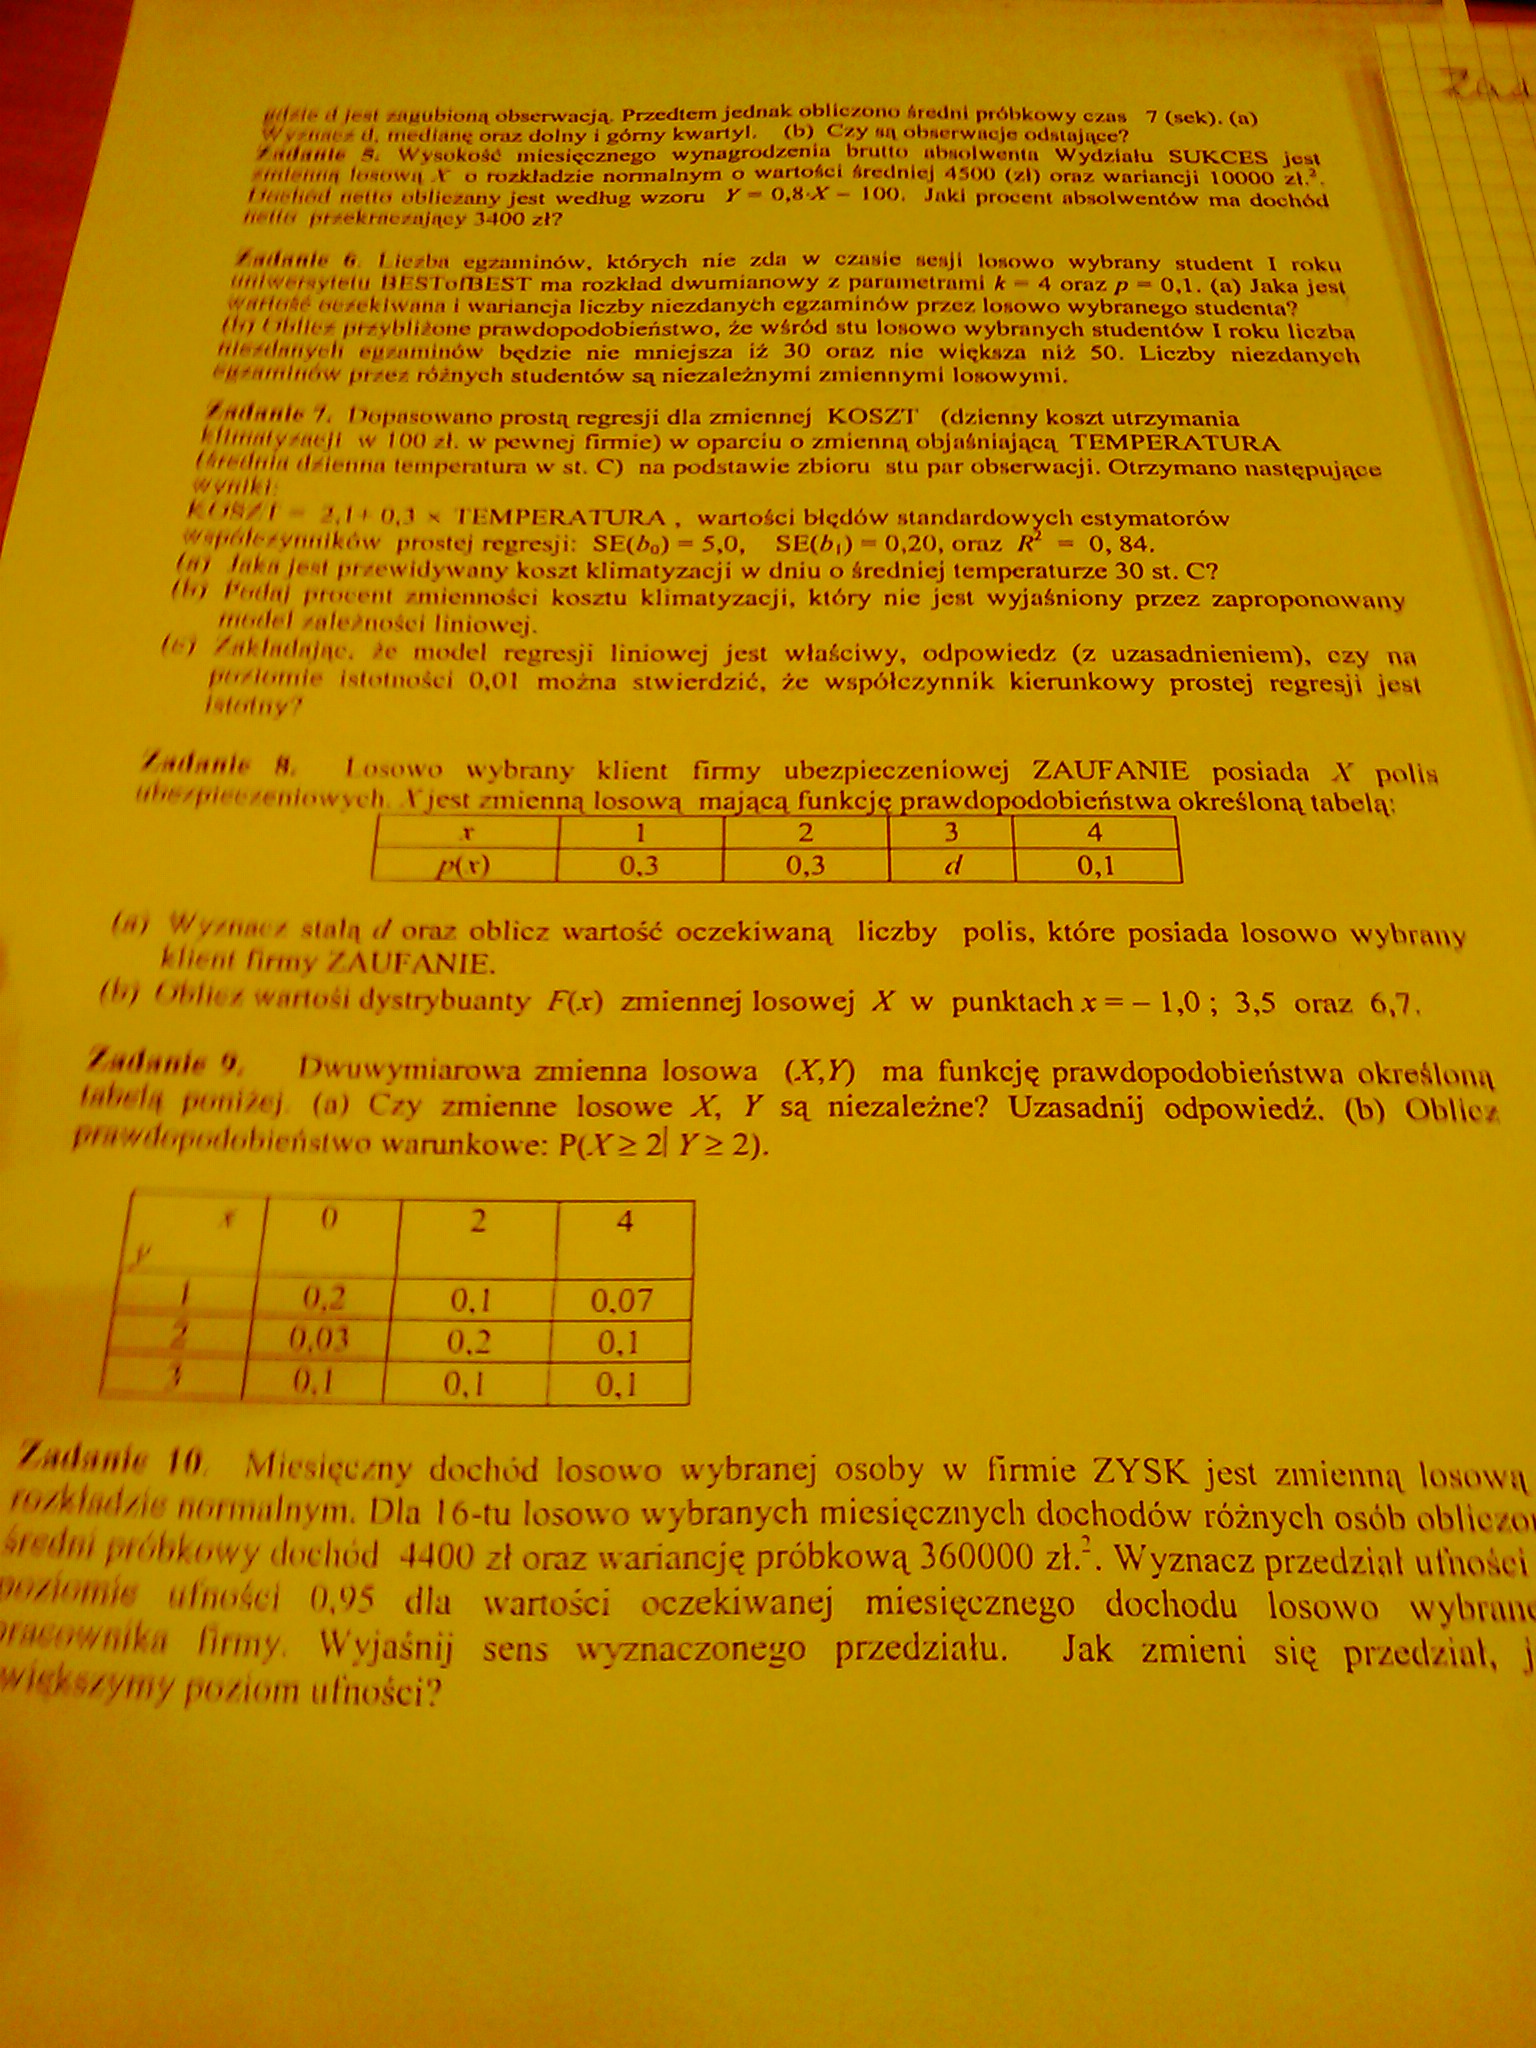 gdzie d jest zagubioną obserwacją. Przedtem jednak obliczono średni próbkowy czas 7 (sek). (a)
Wyznacz d, medianę oraz dolny i górny kwartyl. (b) Czy są obserwacje odstające?
Zadanie 5. Wysokość miesięcznego wynagrodzenia brutto absolwenta Wydziału SUKCES jest
zmienną losową X o rozkładzie normalnym o wartości średniej 4500 (zł) oraz wariancji 10000 zł.².
Dochód netto obliczany jest według wzoru Y = 0,8·X – 100. Jaki procent absolwentów ma dochód
netto przekraczający 3400 zł?
Zadanie 6. Liczba egzaminów, których nie zda w czasie sesji losowo wybrany student I roku
uniwersytetu BESTofBEST ma rozkład dwumianowy z parametrami k = 4 oraz p = 0,1. (a) Jaka jest
wartość oczekiwana i wariancja liczby niezdanych egzaminów przez losowo wybranego studenta?
(b) Oblicz przybliżone prawdopodobieństwo, że wśród stu losowo wybranych studentów I roku liczba
niezdanych egzaminów będzie nie mniejsza iż 30 oraz nie większa niż 50. Liczby niezdanych
egzaminów przez różnych studentów są niezależnymi zmiennymi losowymi.
Zadanie 7. Dopasowano prostą regresji dla zmiennej KOSZT (dzienny koszt utrzymania
klimatyzacji w 100 zł. w pewnej firmie) w oparciu o zmienną objaśniającą TEMPERATURA
(średnia dzienna temperatura w st. C) na podstawie zbioru stu par obserwacji. Otrzymano następujące
wyniki:
KOSZT = 2,1+ 0,3 × TEMPERATURA , wartości błędów standardowych estymatorów
współczynników prostej regresji: SE(b₀) = 5,0, SE(b₁) = 0,20, oraz R² = 0, 84.
(a) Jaka jest przewidywany koszt klimatyzacji w dniu o średniej temperaturze 30 st. C?
(b) Podaj procent zmienności kosztu klimatyzacji, który nie jest wyjaśniony przez zaproponowany
model zależności liniowej.
(c) Zakładając, że model regresji liniowej jest właściwy, odpowiedz (z uzasadnieniem), czy na
poziomie istotności 0,01 można stwierdzić, że współczynnik kierunkowy prostej regresji jest
istotny?
Zadanie 8. Losowo wybrany klient firmy ubezpieczeniowej ZAUFANIE posiada X polis
ubezpieczeniowych. X jest zmienną losową mającą funkcję prawdopodobieństwa określoną tabelą:
x 1 2 3 4
p(x) 0,3 0,3 d 0,1
(a) Wyznacz stałą d oraz oblicz wartość oczekiwaną liczby polis, które posiada losowo wybrany
klient firmy ZAUFANIE.
(b) Oblicz wartośi dystrybuanty F(x) zmiennej losowej X w punktach x = – 1,0 ; 3,5 oraz 6,7.
Zadanie 9. Dwuwymiarowa zmienna losowa (X,Y) ma funkcję prawdopodobieństwa określoną
tabelą poniżej. (a) Czy zmienne losowe X, Y są niezależne? Uzasadnij odpowiedź. (b) Oblicz
prawdopodobieństwo warunkowe: P(X ≥ 2| Y ≥ 2).
x 0 2 4
y
1 0,2 0,1 0,07
2 0,03 0,2 0,1
3 0,1 0,1 0,1
Zadanie 10. Miesięczny dochód losowo wybranej osoby w firmie ZYSK jest zmienną losową
rozkładzie normalnym. Dla 16-tu losowo wybranych miesięcznych dochodów różnych osób
średni próbkowy dochód 4400 zł oraz wariancję próbkową 360000 zł.². Wyznacz przedział ufności
poziomie ufności 0,95 dla wartości oczekiwanej miesięcznego dochodu losowo
pracownika firmy. Wyjaśnij sens wyznaczonego przedziału. Jak zmieni się przedział,
większymy poziom ufności?